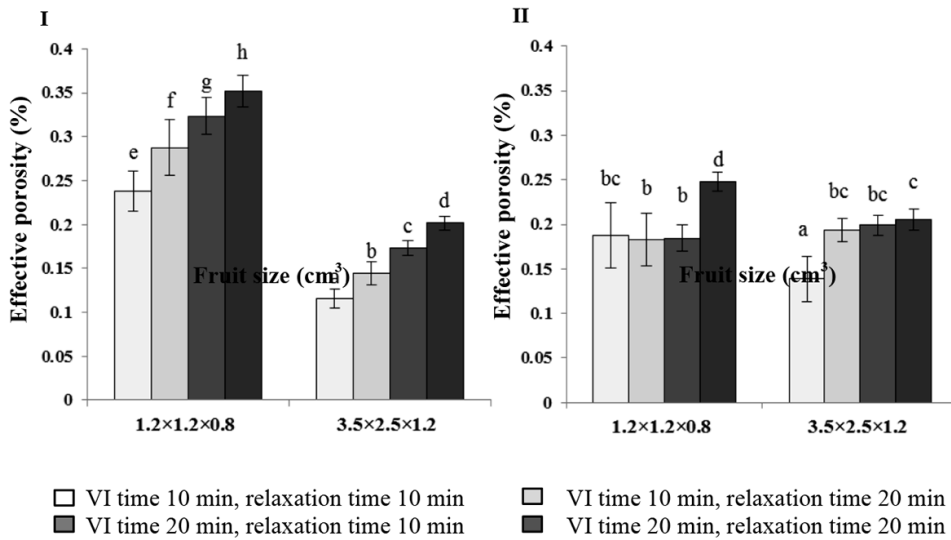 I
Effective porosity (%)
0.4
0.35
0.3
0.25
0.2
0.15
0.1
0.05
0
e
f
g
h
a
b
c
d
Fruit size (cm³)
1.2×1.2×0.8
3.5×2.5×1.2
II
Effective porosity (%)
0.4
0.35
0.3
0.25
0.2
0.15
0.1
0.05
0
bc
b
b
d
a
bc
bc
c
Fruit size (cm³)
1.2×1.2×0.8
3.5×2.5×1.2
VI time 10 min, relaxation time 10 min
VI time 10 min, relaxation time 20 min
VI time 20 min, relaxation time 10 min
VI time 20 min, relaxation time 20 min